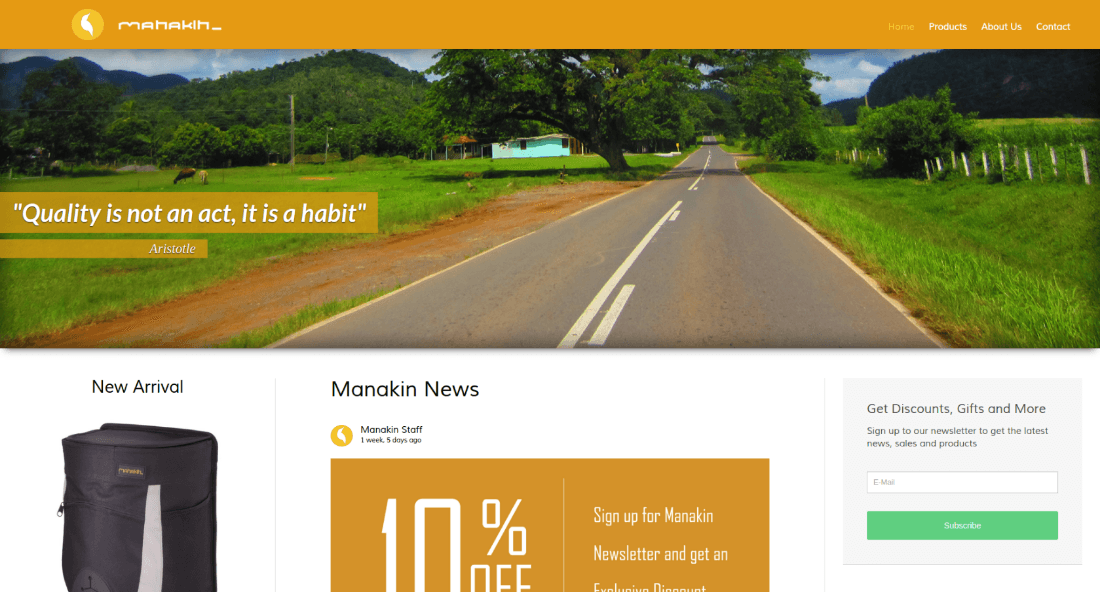 manakin_
Home Products About Us Contact
"Quality is not an act, it is a habit"
Aristotle
New Arrival
manakin_
Manakin News
Manakin Staff
1 week, 5 days ago
10% OFF
Sign up for Manakin
Newsletter and get an
Exclusive Discount
Get Discounts, Gifts and More
Sign up to our newsletter to get the latest
news, sales and products
E-Mail
Subscribe